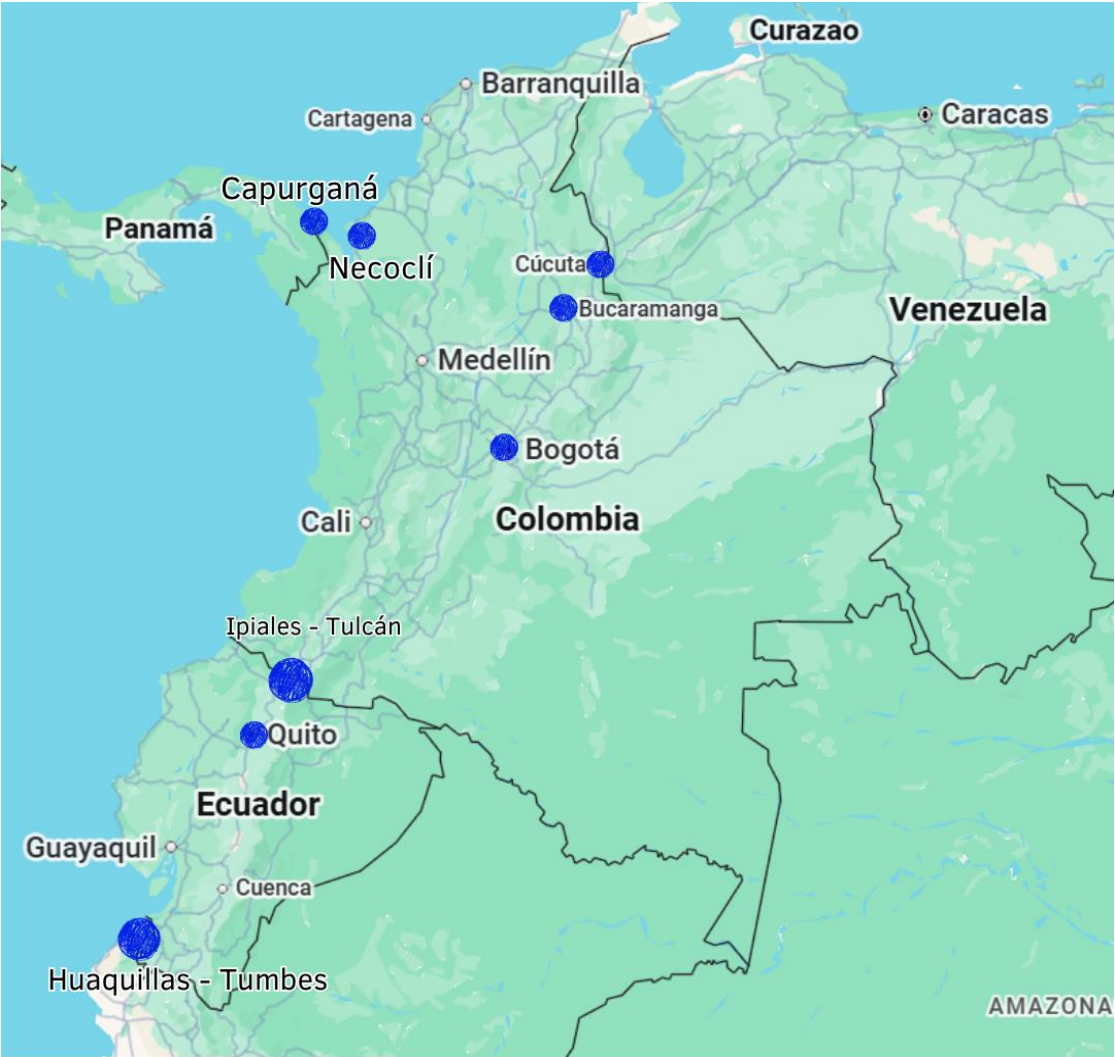 Curazao
Barranquilla
Caracas
Cartagena
Capurganá
Panamá
Necoclí
Cúcuta
Bucaramanga
Venezuela
Medellín
Bogotá
Colombia
Cali
Ipiales - Tulcán
Quito
Ecuador
Guayaquil
Cuenca
Huaquillas - Tumbes
AMAZONA